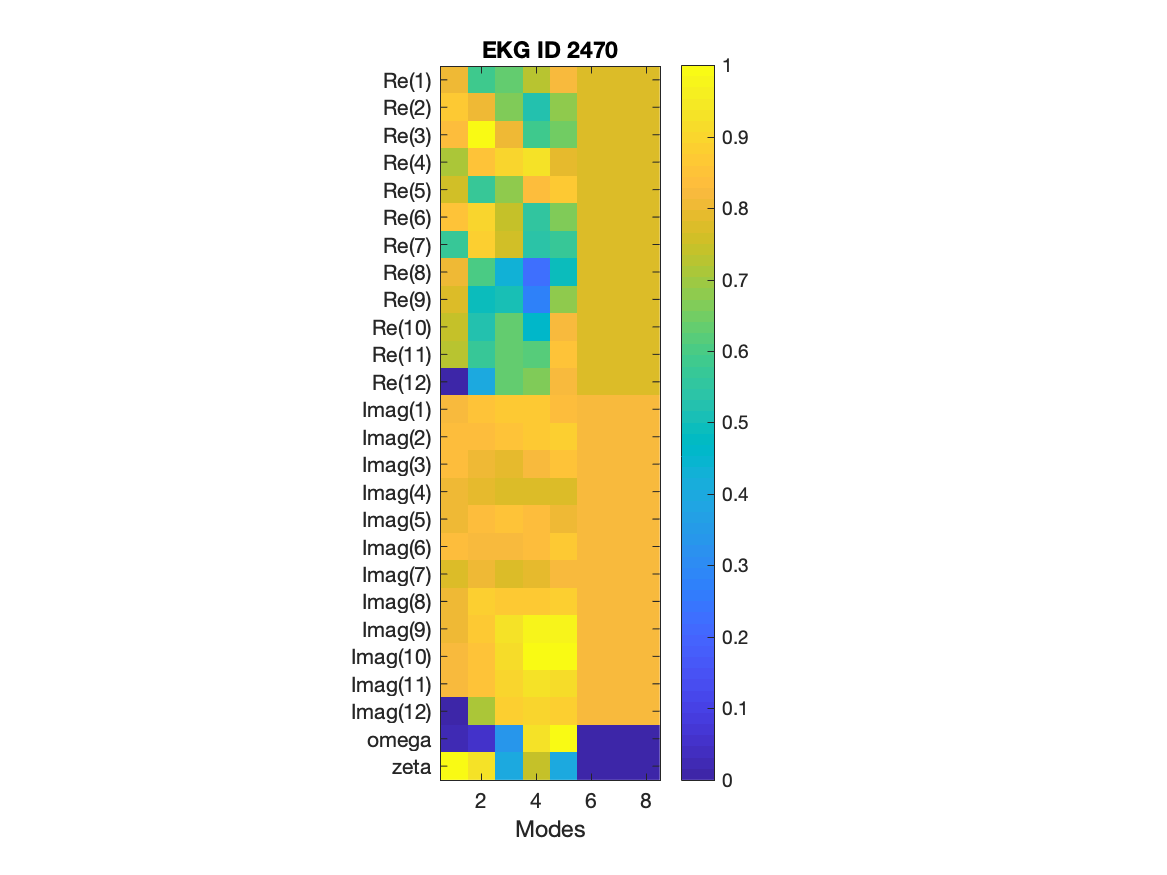 EKG ID 2470
Re(1)
Re(2)
Re(3)
Re(4)
Re(5)
Re(6)
Re(7)
Re(8)
Re(9)
Re(10)
Re(11)
Re(12)
Imag(1)
Imag(2)
Imag(3)
Imag(4)
Imag(5)
Imag(6)
Imag(7)
Imag(8)
Imag(9)
Imag(10)
Imag(11)
Imag(12)
omega
zeta
2 4 6 8
Modes
1
0.9
0.8
0.7
0.6
0.5
0.4
0.3
0.2
0.1
0